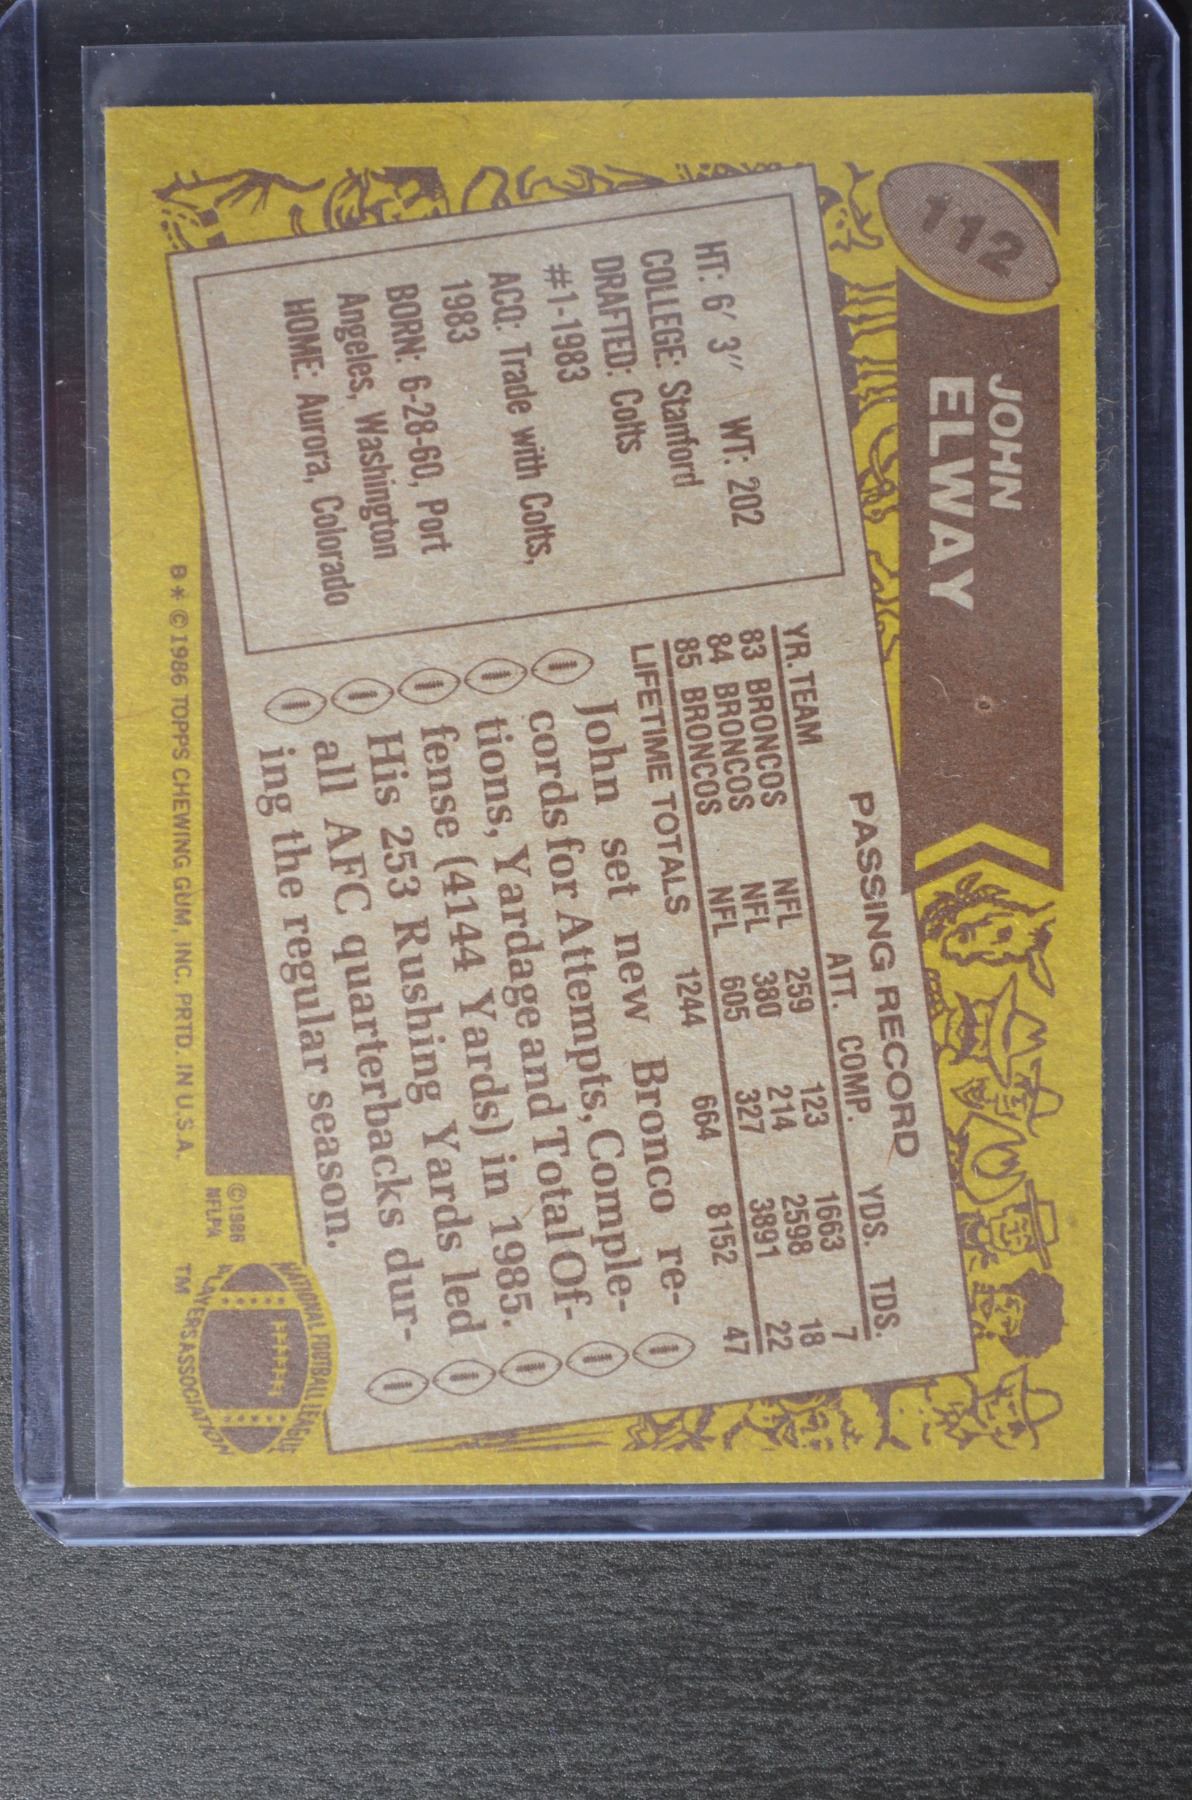 112
JOHN
ELWAY
HT: 6′ 3″ WT: 202
COLLEGE: Stanford
DRAFTED: Colts
#1-1983
ACQ: Trade with Colts,
1983
BORN: 6-28-60, Port
Angeles, Washington
HOME: Aurora, Colorado
PASSING RECORD
YR. TEAM ATT. COMP. YDS. TDS.
83 BRONCOS NFL 259 123 1663 7
84 BRONCOS NFL 380 214 2598 18
85 BRONCOS NFL 605 327 3891 22
LIFETIME TOTALS 1244 664 8152 47
John set new Bronco re-
cords for Attempts, Comple-
tions, Yardage and Total Of-
fense (4144 Yards) in 1985.
His 253 Rushing Yards led
all AFC quarterbacks dur-
ing the regular season.
B * © 1986 TOPPS CHEWING GUM, INC. PRTD. IN U.S.A.
© 1986
NFLPA
TM
NATIONAL FOOTBALL LEAGUE
PLAYERS ASSOCIATION